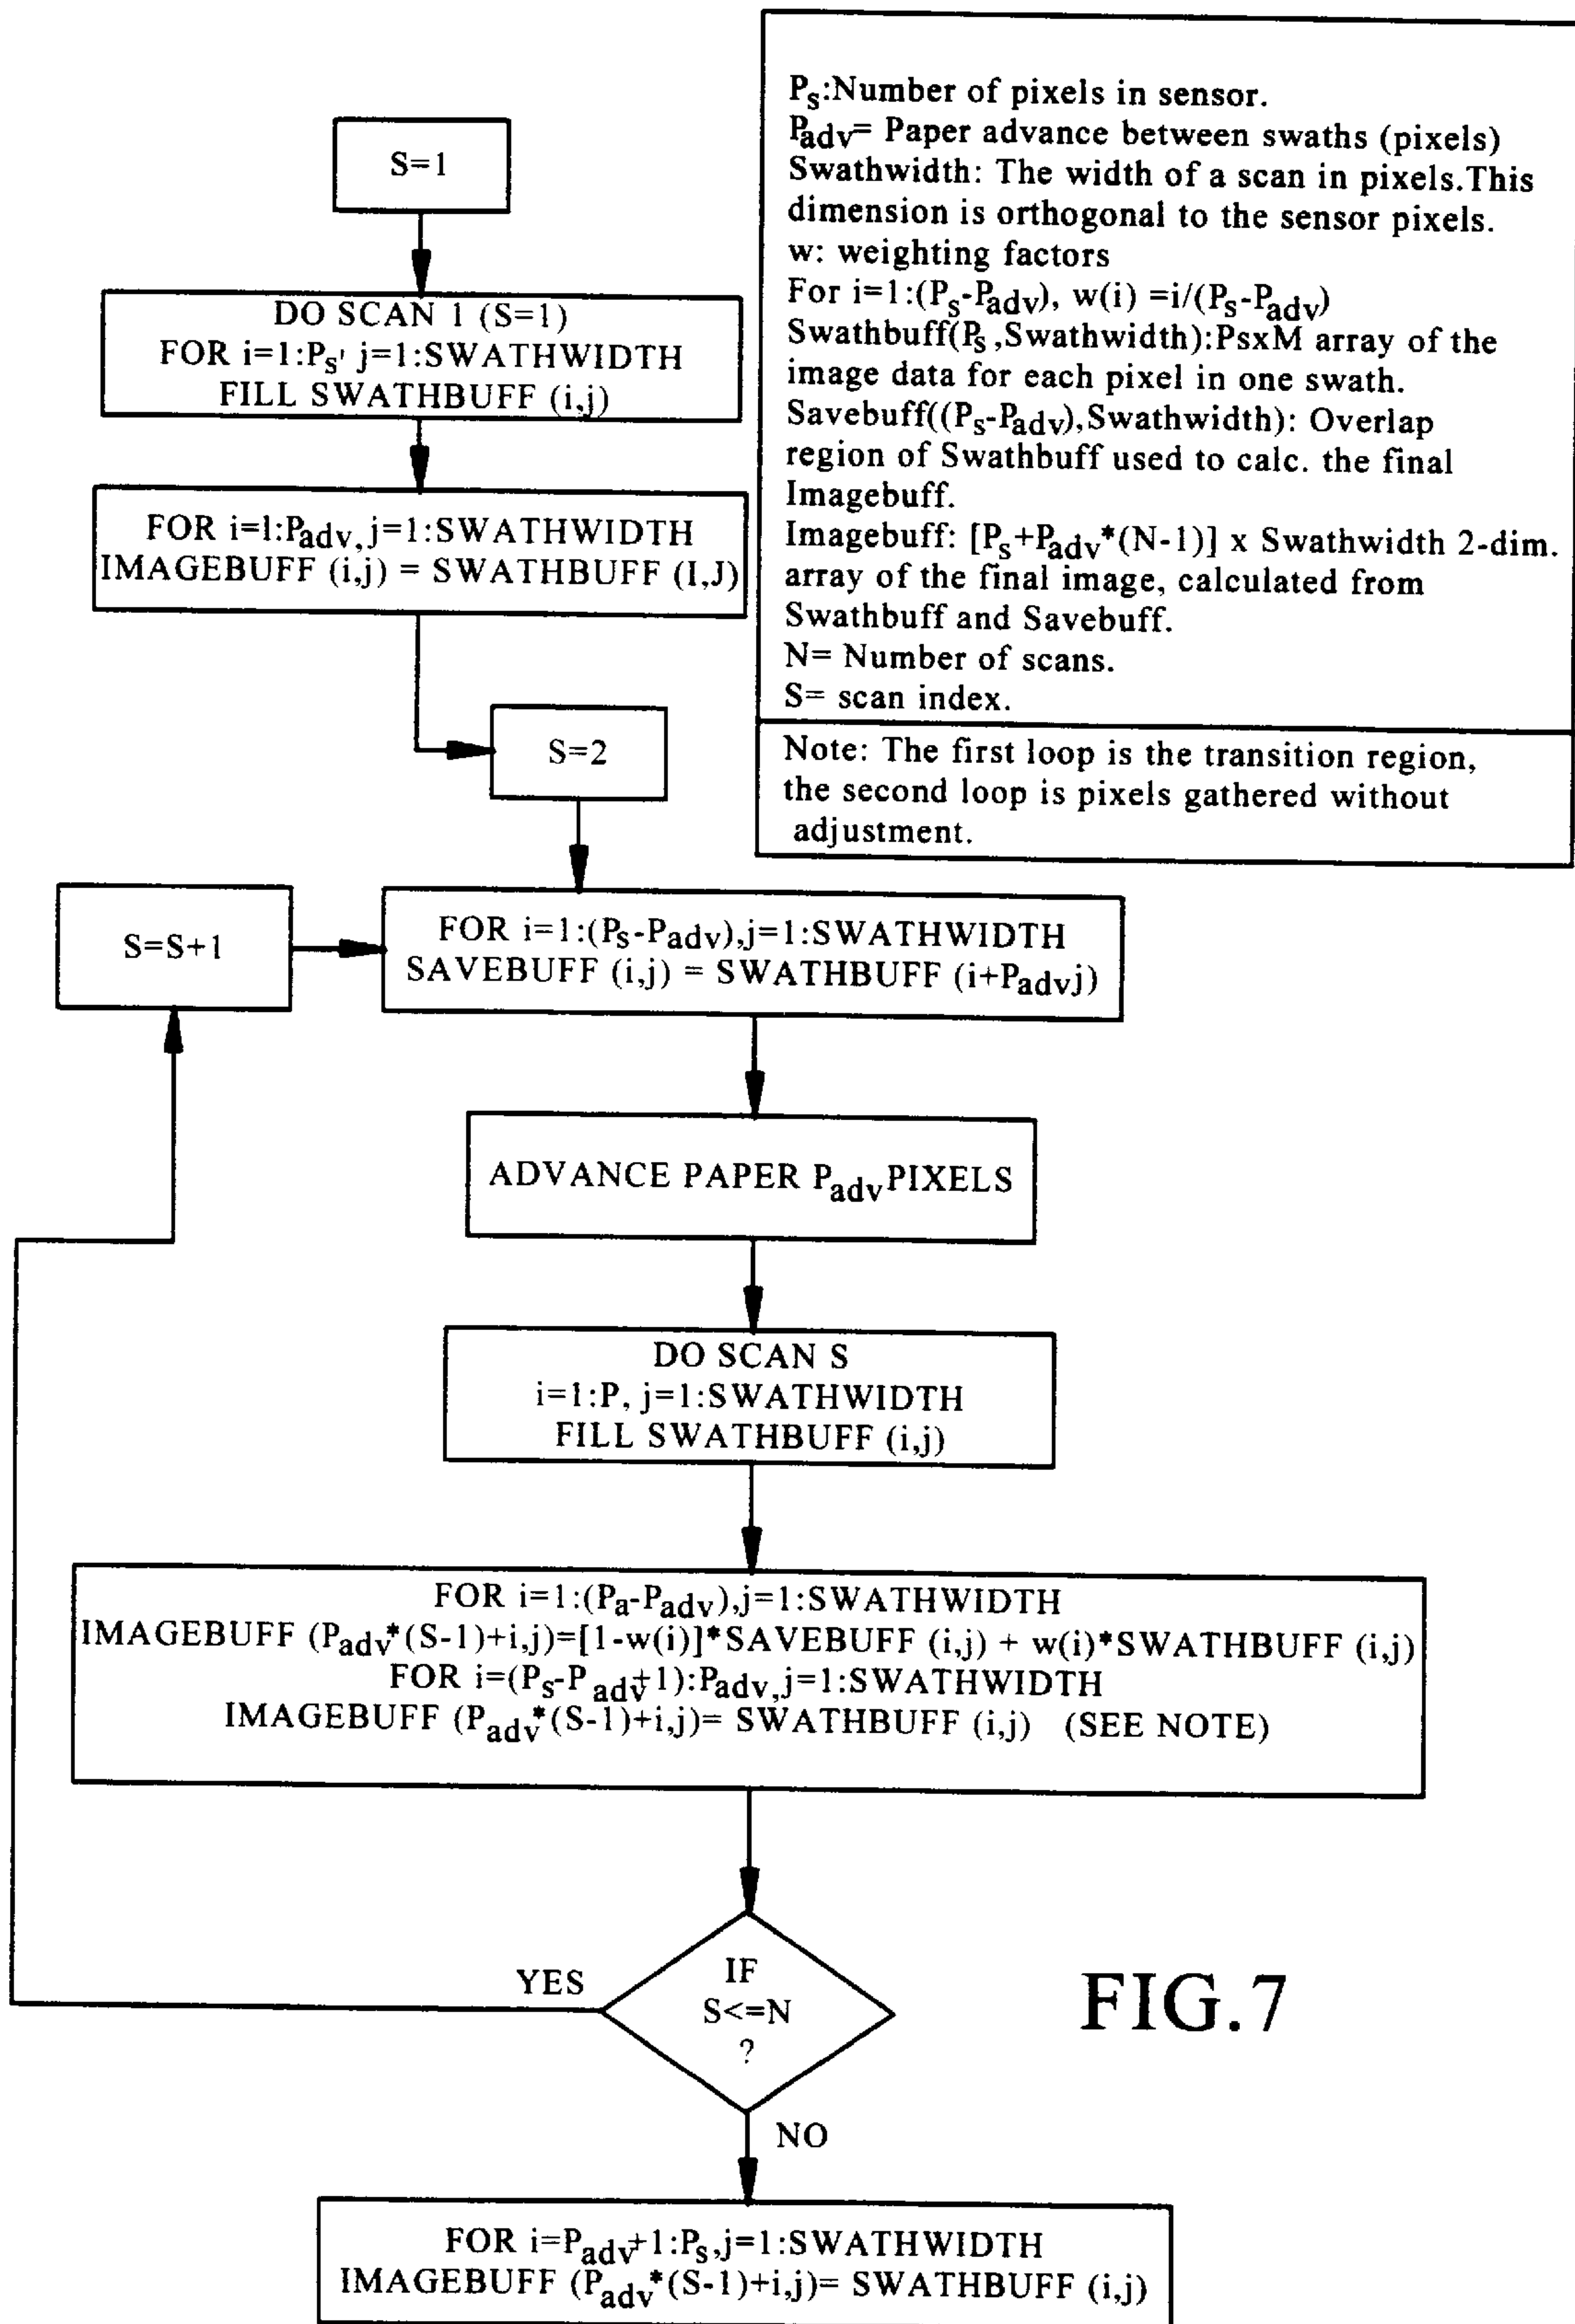 S=1
DO SCAN 1 (S=1)
FOR i=1:Ps' j=1:SWATHWIDTH
FILL SWATHBUFF (i,j)
FOR i=1:Padv, j=1:SWATHWIDTH
IMAGEBUFF (i,j) = SWATHBUFF (I,J)
S=2
Ps:Number of pixels in sensor.
Padv= Paper advance between swaths (pixels)
Swathwidth: The width of a scan in pixels.This
dimension is orthogonal to the sensor pixels.
w: weighting factors
For i=1:(Ps-Padv), w(i) =i/(Ps-Padv)
Swathbuff(Ps,Swathwidth):PsxM array of the
image data for each pixel in one swath.
Savebuff((Ps-Padv),Swathwidth): Overlap
region of Swathbuff used to calc. the final
Imagebuff.
Imagebuff: [Ps+Padv*(N-1)] x Swathwidth 2-dim.
array of the final image, calculated from
Swathbuff and Savebuff.
N= Number of scans.
S= scan index.
Note: The first loop is the transition region,
the second loop is pixels gathered without
adjustment.
S=S+1
FOR i=1:(Ps-Padv),j=1:SWATHWIDTH
SAVEBUFF (i,j) = SWATHBUFF (i+Padvj)
ADVANCE PAPER Padv PIXELS
DO SCAN S
i=1:P, j=1:SWATHWIDTH
FILL SWATHBUFF (i,j)
FOR i=1:(Pa-Padv),j=1:SWATHWIDTH
IMAGEBUFF (Padv*(S-1)+i,j)=[1-w(i)]*SAVEBUFF (i,j) + w(i)*SWATHBUFF (i,j)
FOR i=(Ps-Padv+1):Padv,j=1:SWATHWIDTH
IMAGEBUFF (Padv*(S-1)+i,j)= SWATHBUFF (i,j) (SEE NOTE)
YES
IF
S<=N
?
NO
FIG.7
FOR i=Padv+1:Ps,j=1:SWATHWIDTH
IMAGEBUFF (Padv*(S-1)+i,j)= SWATHBUFF (i,j)